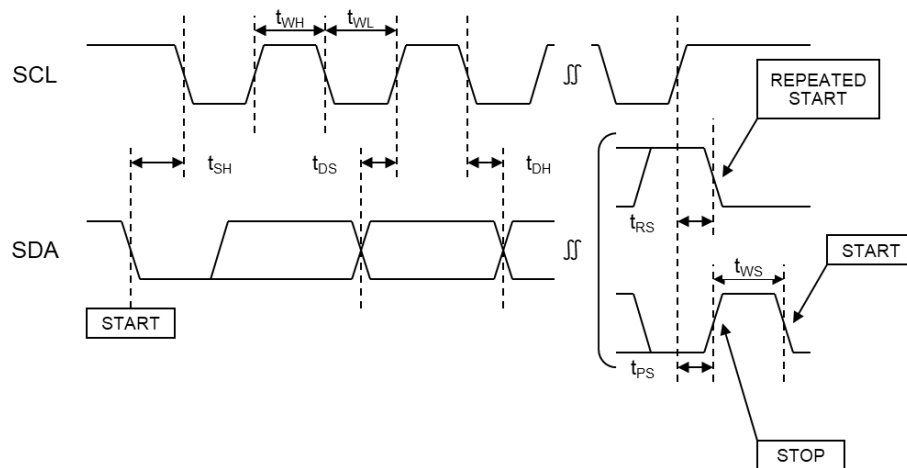 tWH
tWL
SCL
REPEATED
START
tSH
tDS
tDH
tRS
SDA
START
tWS
START
tPS
STOP